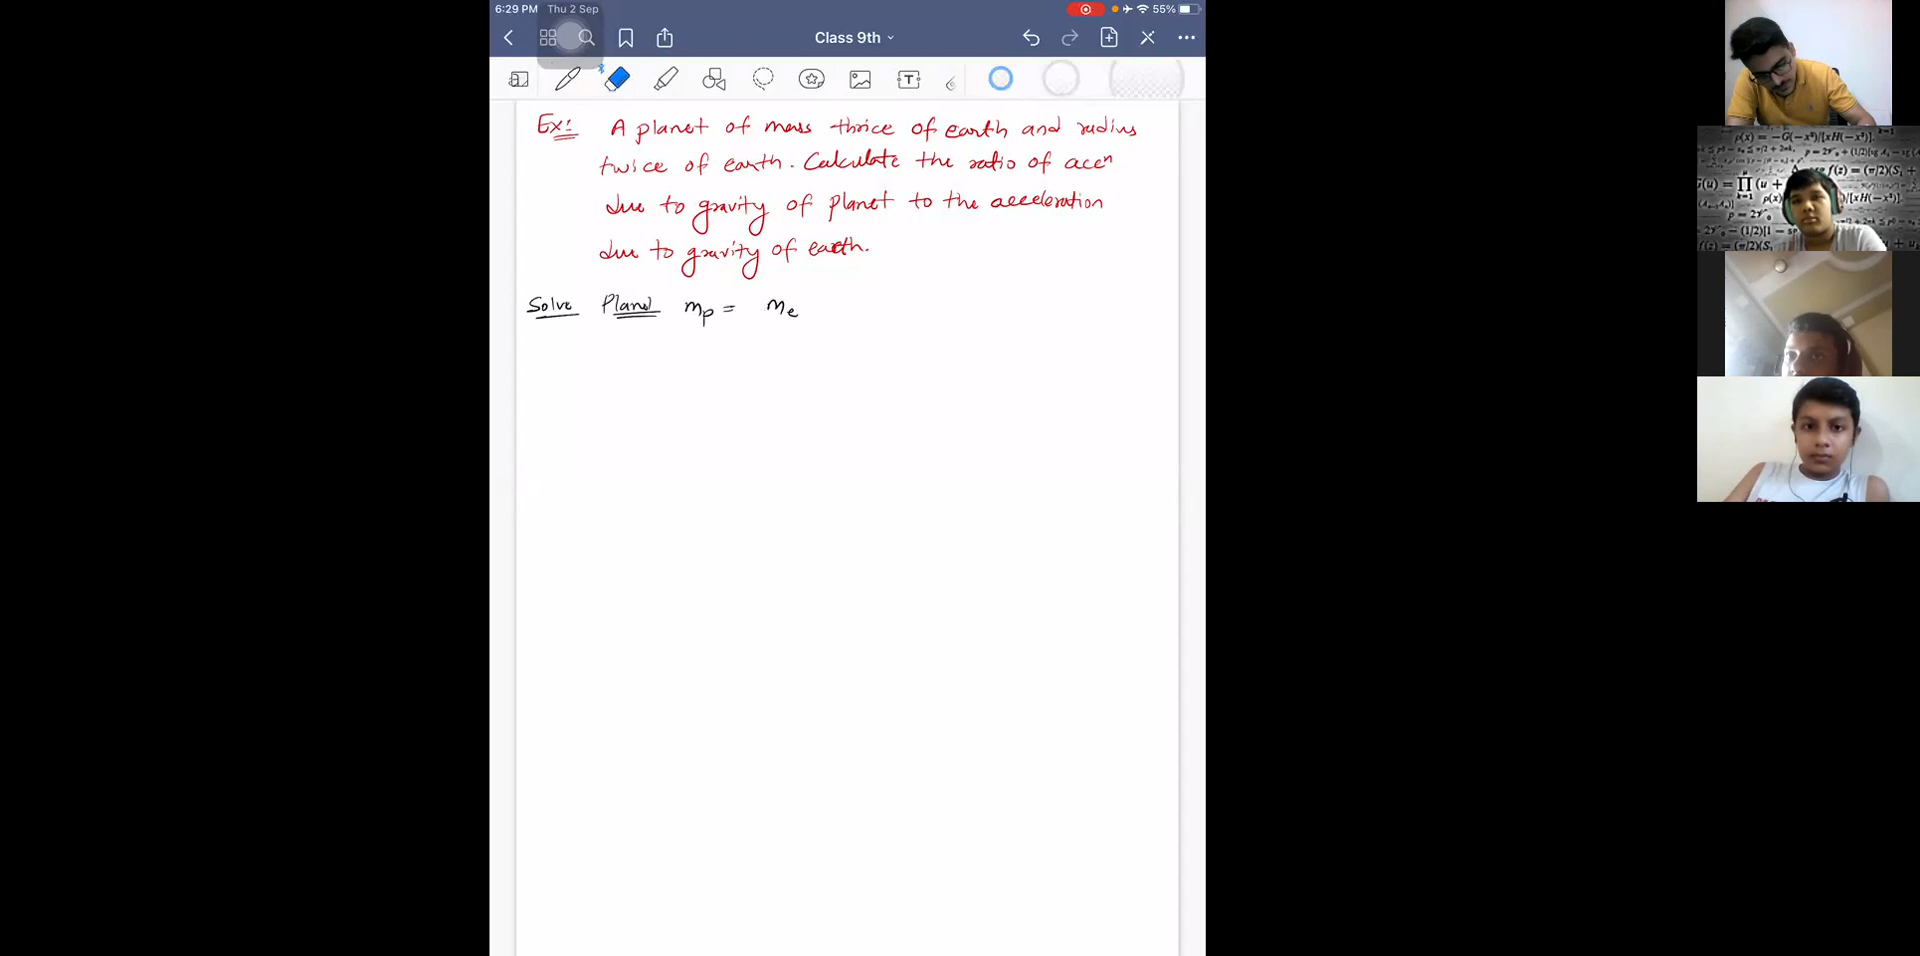 6:29 PM Thu 2 Sep
55%
Class 9th
T
Ex:
A planet of mass thrice of earth and radius
twice of earth. Calculate the ratio of accn
due to gravity of planet to the acceleration
due to gravity of earth.
Solve Planet mp = me